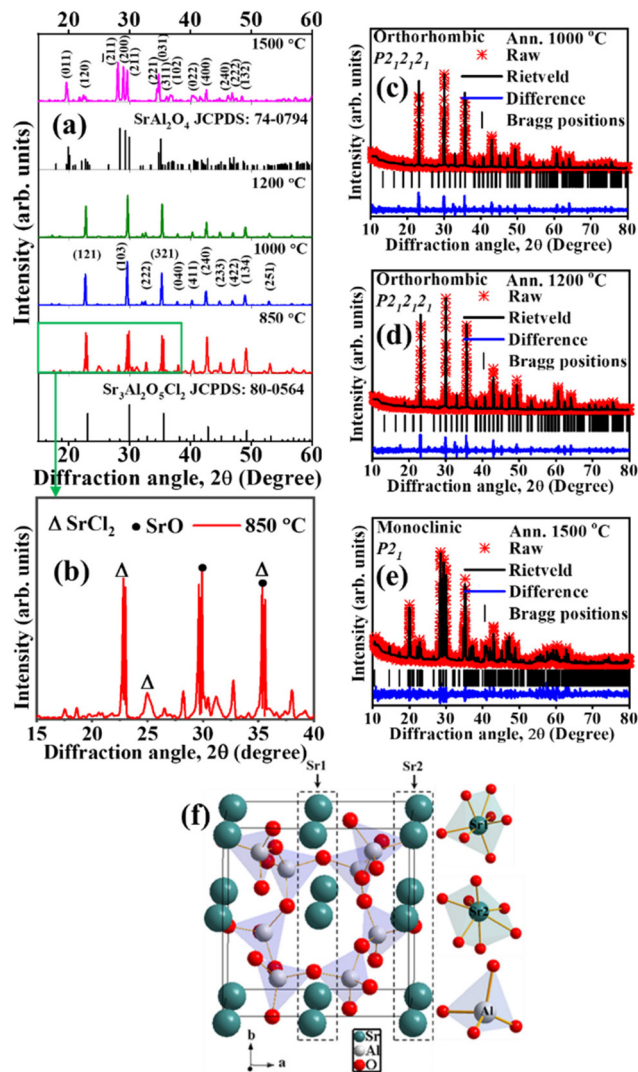 20 30 40 50 60
1500 °C
(011)
(120)
(2̄11)
(200)
(211)
(221)
(031)
(311)
(102)
(022)
(400)
(240)
(222)
(132)
(a)
SrAl2O4 JCPDS: 74-0794
1200 °C
1000 °C
(121)
(103)
(222)
(321)
(040)
(411)
(240)
(233)
(422)
(134)
(251)
850 °C
Sr3Al2O5Cl2 JCPDS: 80-0564
20 30 40 50 60
Diffraction angle, 2θ (Degree)
Intensity (arb. units)
Δ SrCl2 ● SrO 850 °C
(b)
Δ
Δ
Δ
15 20 25 30 35 40
Diffraction angle, 2θ (degree)
Intensity (arb. units)
Orthorhombic Ann. 1000 °C
P212121 Raw
(c) Rietveld
Difference
Bragg positions
10 20 30 40 50 60 70 80
Diffraction angle, 2θ (Degree)
Intensity (arb. units)
Orthorhombic Ann. 1200 °C
P212121 Raw
(d) Rietveld
Difference
Bragg positions
10 20 30 40 50 60 70 80
Diffraction angle, 2θ (Degree)
Intensity (arb. units)
Monoclinic Ann. 1500 °C
P21 Raw
(e) Rietveld
Difference
Bragg positions
10 20 30 40 50 60 70 80
Diffraction angle, 2θ (Degree)
Intensity (arb. units)
Sr1 Sr2
(f)
Sr1
Sr2
Al
b
a
Sr
Al
O